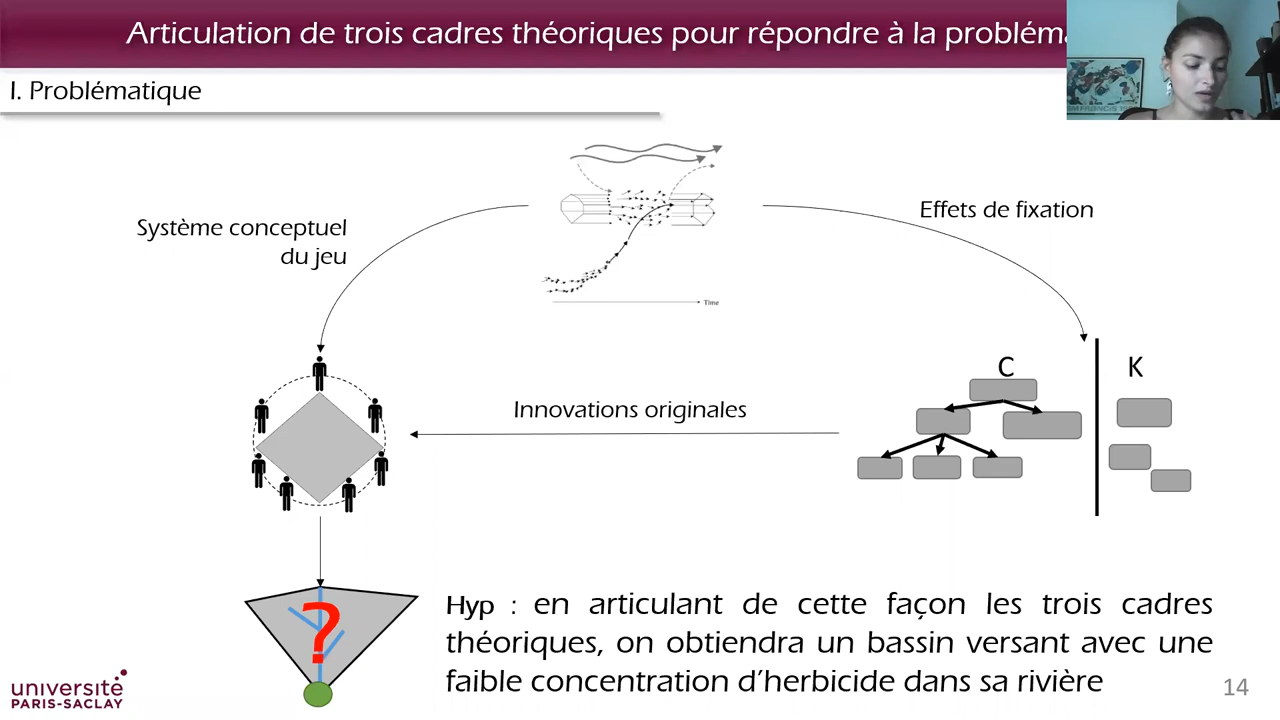 Articulation de trois cadres théoriques pour répondre à la
I. Problématique
Système conceptuel
du jeu
Effets de fixation
Time
C
K
Innovations originales
?
Hyp : en articulant de cette façon les trois cadres
théoriques, on obtiendra un bassin versant avec une
faible concentration d’herbicide dans sa rivière
université
PARIS-SACLAY
14